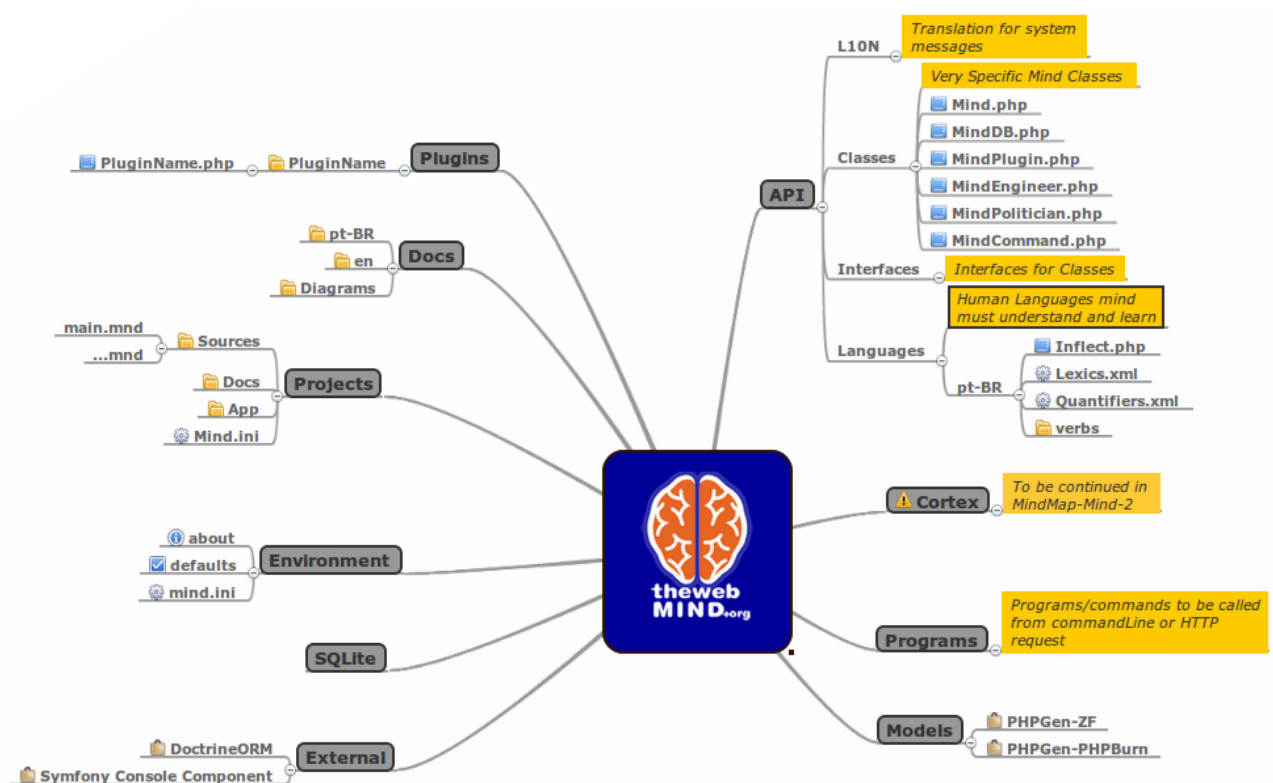 Plugins
PluginName
PluginName.php
Docs
pt-BR
en
Diagrams
Projects
Sources
main.mnd
...mnd
Docs
App
Mind.ini
Environment
about
defaults
mind.ini
SQLite
External
DoctrineORM
Symfony Console Component
theweb
MIND.org
API
L10N
Translation for system
messages
Classes
Very Specific Mind Classes
Mind.php
MindDB.php
MindPlugin.php
MindEngineer.php
MindPolitician.php
MindCommand.php
Interfaces
Interfaces for Classes
Languages
Human Languages mind
must understand and learn
pt-BR
Inflect.php
Lexics.xml
Quantifiers.xml
verbs
Cortex
To be continued in
MindMap-Mind-2
Programs
Programs/commands to be called
from commandLine or HTTP
request
Models
PHPGen-ZF
PHPGen-PHPBurn